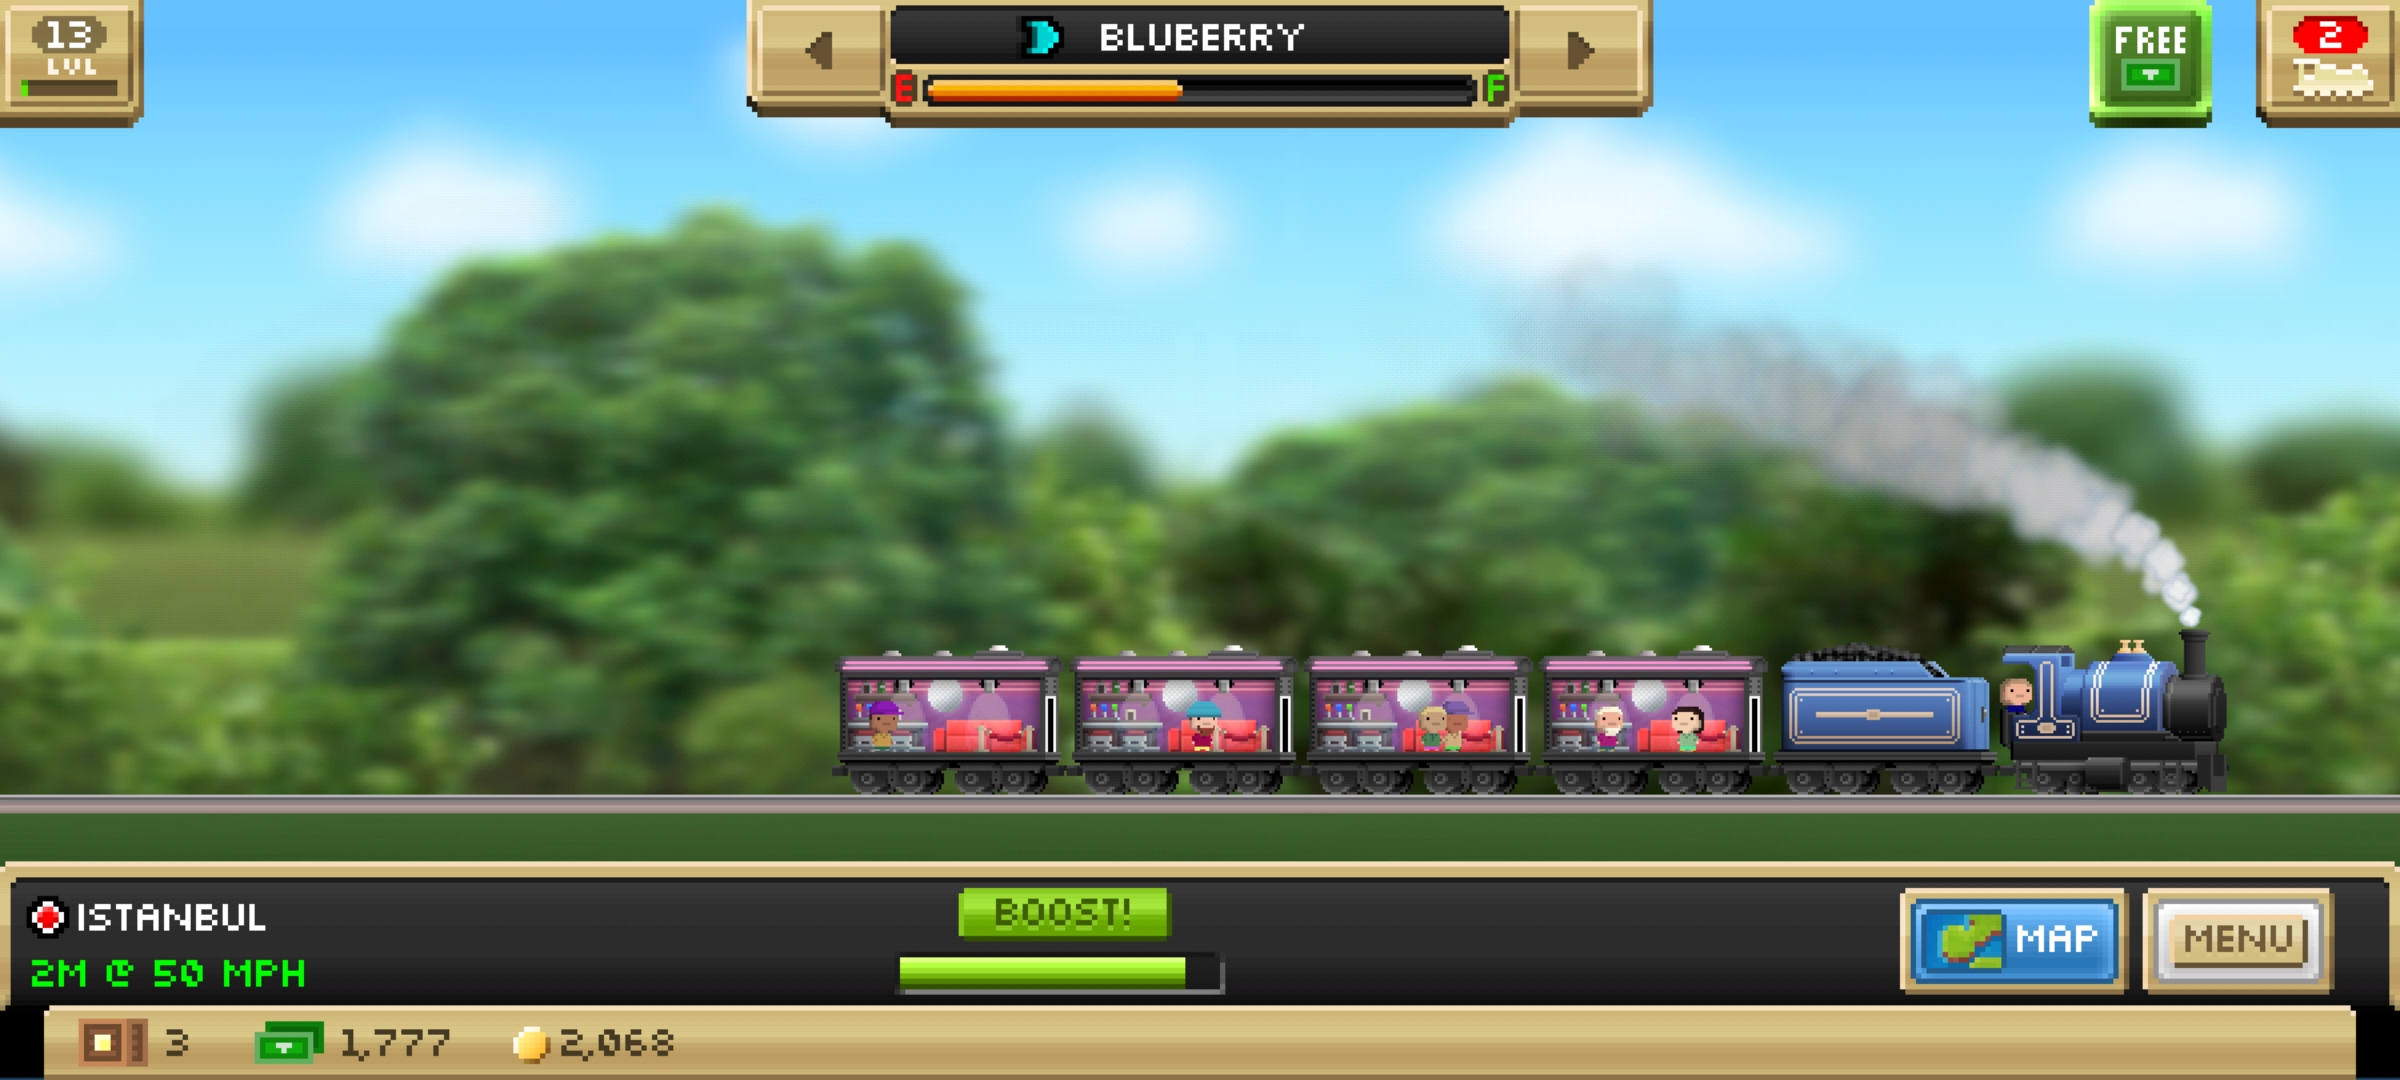 13
LVL
BLUBERRY
E F
FREE
2
ISTANBUL
2M @ 50 MPH
BOOST!
MAP
MENU
3 1,777 2,068